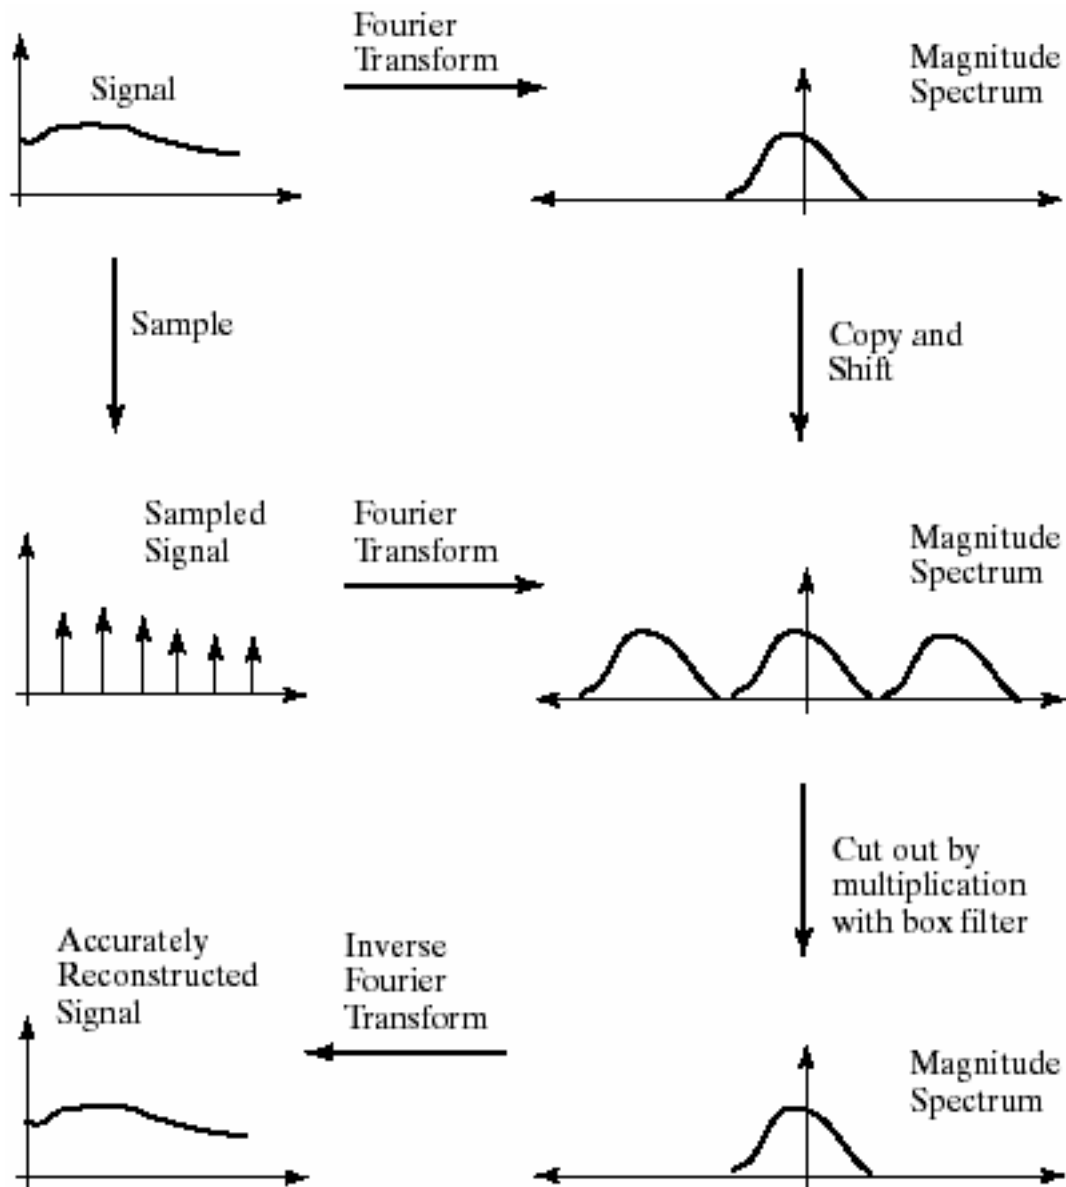 Fourier
Transform
Signal
Magnitude
Spectrum
Sample
Copy and
Shift
Sampled
Signal
Fourier
Transform
Magnitude
Spectrum
Cut out by
multiplication
with box filter
Accurately
Reconstructed
Signal
Inverse
Fourier
Transform
Magnitude
Spectrum